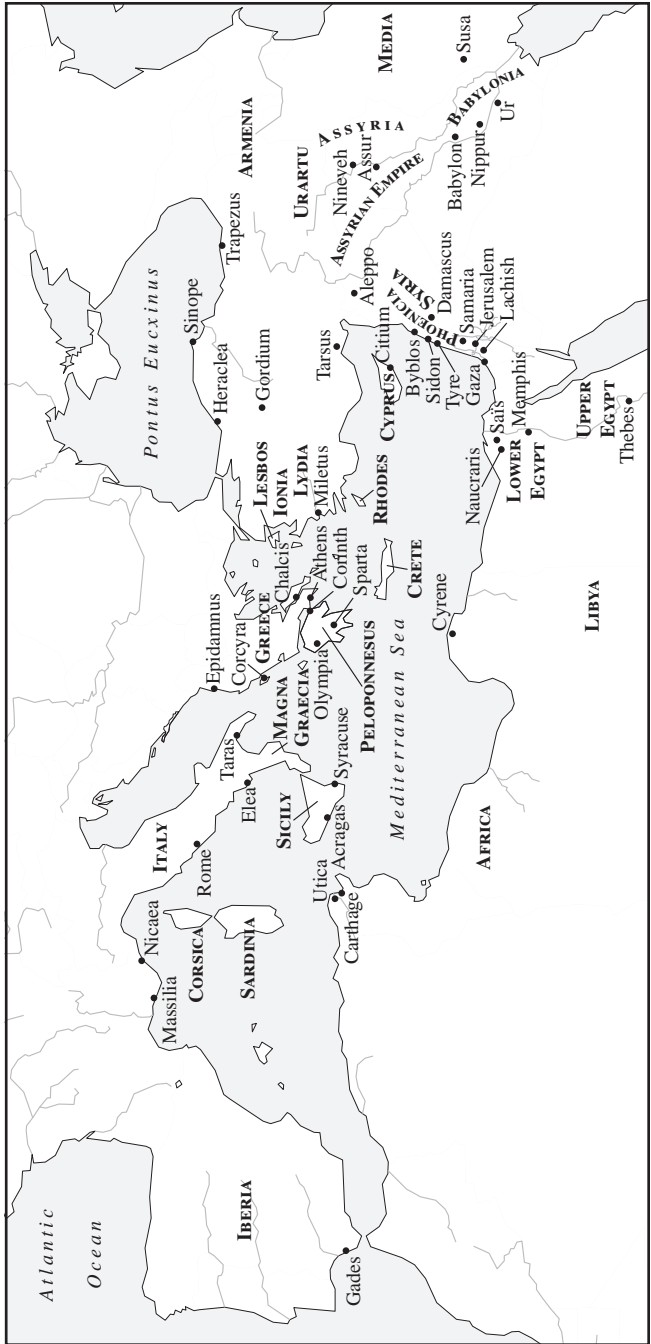 Atlantic
Ocean
IBERIA
Gades
Massilia
Nicaea
CORSICA
SARDINIA
ITALY
Rome
Elea
Taras
SICILY
Utica
Acragas
Carthage
Syracuse
AFRICA
Mediterranean Sea
MAGNA
GRAECIA
Epidamnus
Corcyra
GREECE
Olympia
PELOPONNESUS
Chalcis
Athens
Corinth
Sparta
CRETE
Cyrene
LIBYA
LESBOS
IONIA
LYDIA
Miletus
RHODES
Pontus Eucxinus
Heraclea
Sinope
Trapezus
Gordium
Tarsus
CYPRUS
Citium
Aleppo
PHOENICIA
SYRIA
Byblos
Sidon
Tyre
Gaza
Damascus
Samaria
Jerusalem
Lachish
Naucraris
Saïs
LOWER
EGYPT
Memphis
UPPER
EGYPT
Thebes
ARMENIA
URARTU
ASSYRIA
Nineveh
Assur
ASSYRIAN EMPIRE
MEDIA
Susa
BABYLONIA
Babylon
Nippur
Ur